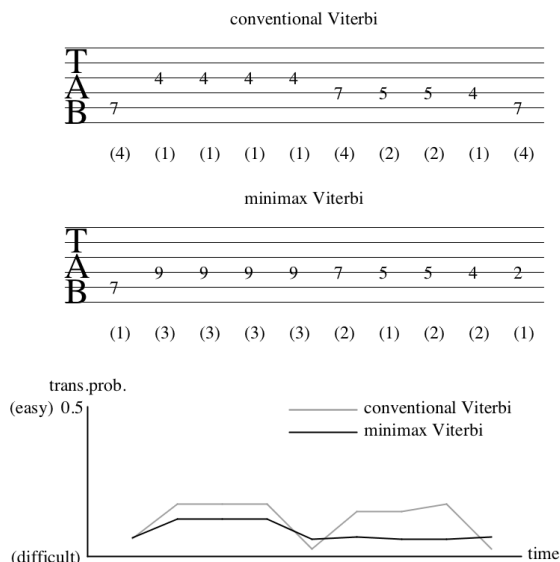 conventional Viterbi
T
A
B
7 4 4 4 4 7 5 5 4 7
(4) (1) (1) (1) (1) (4) (2) (2) (1) (4)
minimax Viterbi
T
A
B
7 9 9 9 9 7 5 5 4 2
(1) (3) (3) (3) (3) (2) (1) (2) (2) (1)
trans.prob.
(easy) 0.5
conventional Viterbi
minimax Viterbi
(difficult)
time